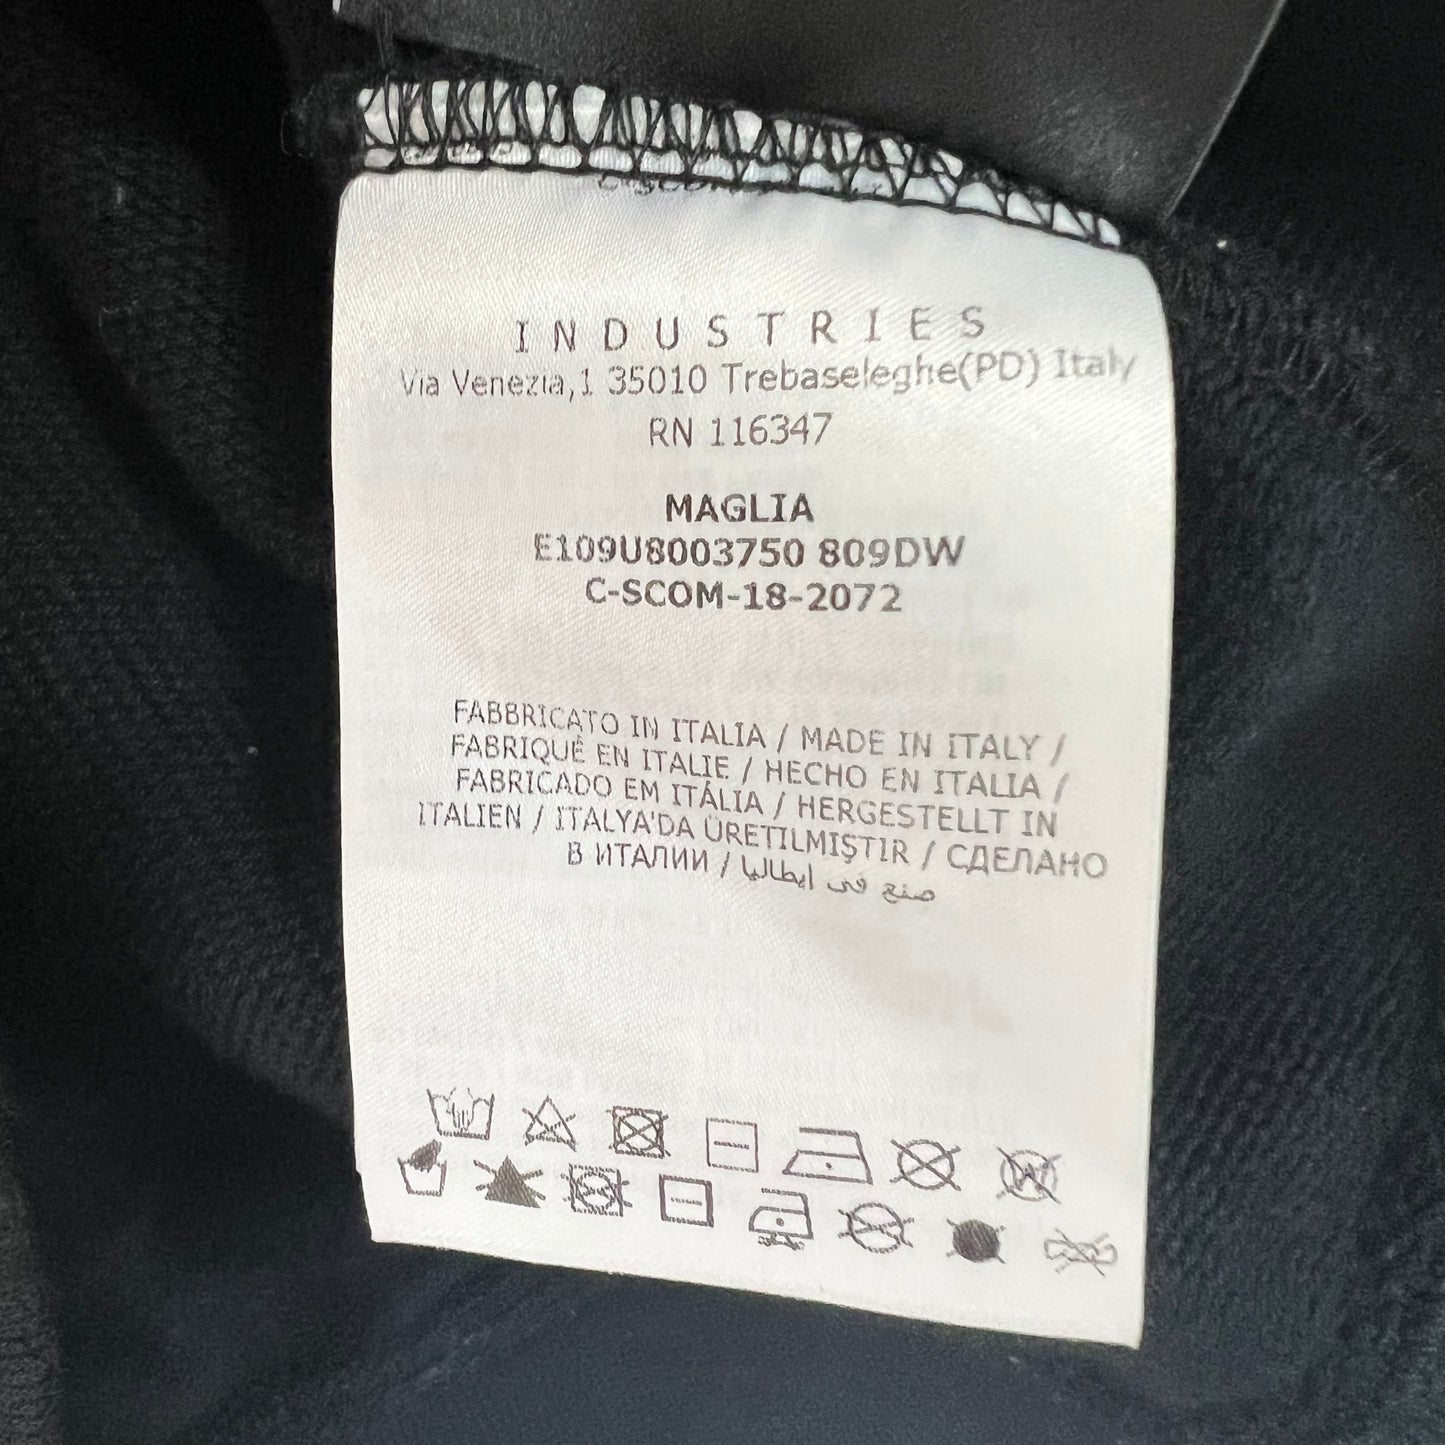 INDUSTRIES
Via Venezia,1 35010 Trebaseleghe(PD) Italy
RN 116347
MAGLIA
E109U8003750 809DW
C-SCOM-18-2072
FABBRICATO IN ITALIA / MADE IN ITALY /
FABRIQUÉ EN ITALIE / HECHO EN ITALIA /
FABRICADO EM ITÁLIA / HERGESTELLT IN
ITALIEN / ITALYA'DA ÜRETILMIŞTIR / СДЕЛАНО
В ИТАЛИИ / صنع في إيطاليا
W